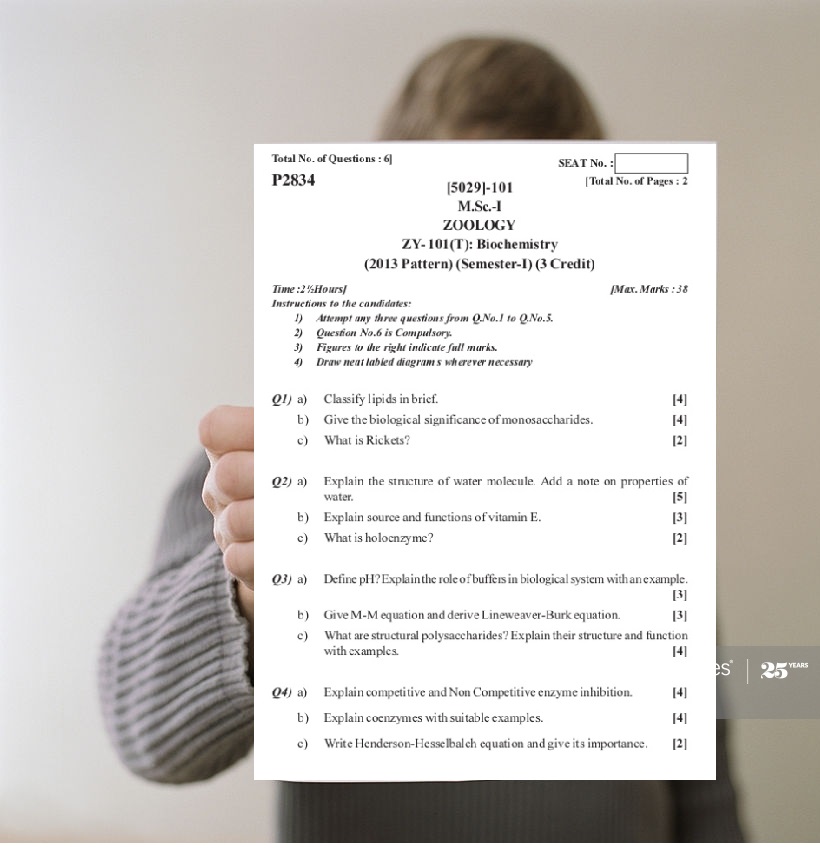 Total No. of Questions : 6]
SEAT No. :
P2834
[Total No. of Pages : 2
[5029]-101
M.Sc.-I
ZOOLOGY
ZY-101(T): Biochemistry
(2013 Pattern) (Semester-I) (3 Credit)
Time :2½Hours]
[Max. Marks : 38
Instructions to the candidates:
1) Attempt any three questions from Q.No.1 to Q.No.5.
2) Question No.6 is Compulsory.
3) Figures to the right indicate full marks.
4) Draw neat labled diagrams wherever necessary
Q1) a) Classify lipids in brief. [4]
b) Give the biological significance of monosaccharides. [4]
c) What is Rickets? [2]
Q2) a) Explain the structure of water molecule. Add a note on properties of
water. [5]
b) Explain source and functions of vitamin E. [3]
c) What is holoenzyme? [2]
Q3) a) Define pH? Explain the role of buffers in biological system with an example.
[3]
b) Give M-M equation and derive Lineweaver-Burk equation. [3]
c) What are structural polysaccharides? Explain their structure and function
with examples. [4]
es® | 25 YEARS
Q4) a) Explain competitive and Non Competitive enzyme inhibition. [4]
b) Explain coenzymes with suitable examples. [4]
c) Write Henderson-Hesselbalch equation and give its importance. [2]